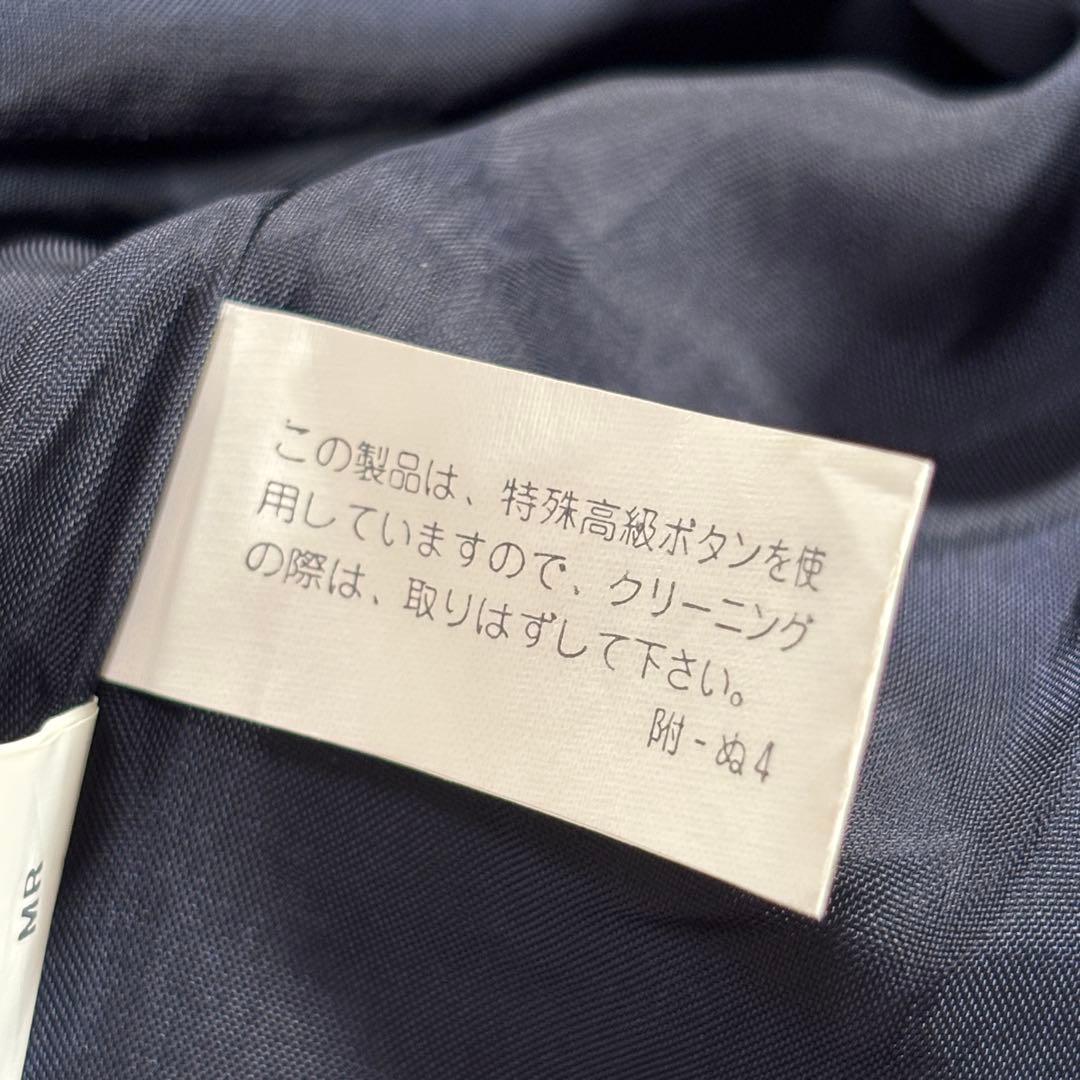 この製品は、特殊高級ボタンを使
用していますので、クリーニング
の際は、取りはずして下さい。
附-ぬ4
MR